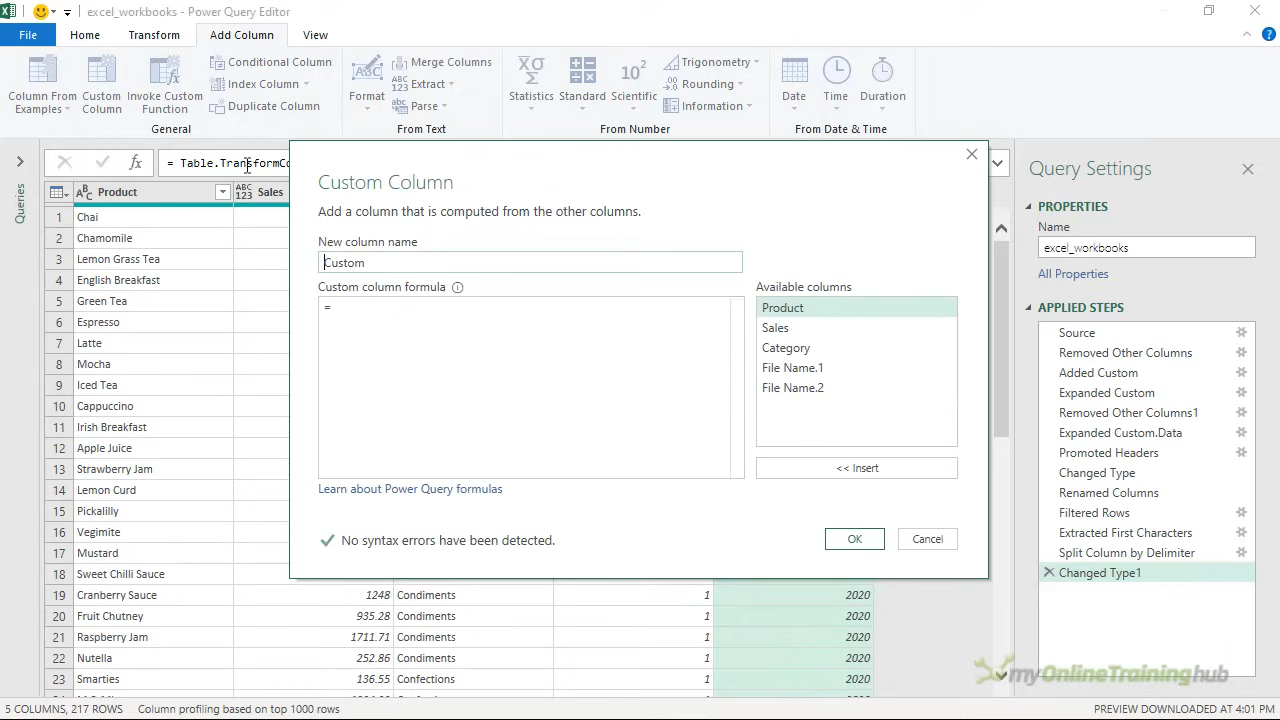 excel_workbooks - Power Query Editor
File
Home
Transform
Add Column
View
Column From Examples
Custom Column
Invoke Custom Function
Conditional Column
Index Column
Duplicate Column
General
Format
ABC
Merge Columns
ABC 123 Extract
abc Parse
From Text
XΣ σ Statistics
Standard
10² Scientific
Trigonometry
.00 Rounding
Information
From Number
Date
Time
Duration
From Date & Time
fx
= Table.TransformCo
Queries
ABC Product
ABC 123 Sales
1 Chai
2 Chamomile
3 Lemon Grass Tea
4 English Breakfast
5 Green Tea
6 Espresso
7 Latte
8 Mocha
9 Iced Tea
10 Cappuccino
11 Irish Breakfast
12 Apple Juice
13 Strawberry Jam
14 Lemon Curd
15 Pickalilly
16 Vegimite
17 Mustard
18 Sweet Chilli Sauce
19 Cranberry Sauce 1248 Condiments 1 2020
20 Fruit Chutney 935.28 Condiments 1 2020
21 Raspberry Jam 1711.71 Condiments 1 2020
22 Nutella 252.86 Condiments 1 2020
23 Smarties 136.55 Confections 1 2020
Custom Column
Add a column that is computed from the other columns.
New column name
Custom
Custom column formula
=
Available columns
Product
Sales
Category
File Name.1
File Name.2
<< Insert
Learn about Power Query formulas
No syntax errors have been detected.
OK
Cancel
Query Settings
PROPERTIES
Name
excel_workbooks
All Properties
APPLIED STEPS
Source
Removed Other Columns
Added Custom
Expanded Custom
Removed Other Columns1
Expanded Custom.Data
Promoted Headers
Changed Type
Renamed Columns
Filtered Rows
Extracted First Characters
Split Column by Delimiter
Changed Type1
myOnlineTraininghub
5 COLUMNS, 217 ROWS
Column profiling based on top 1000 rows
PREVIEW DOWNLOADED AT 4:01 PM